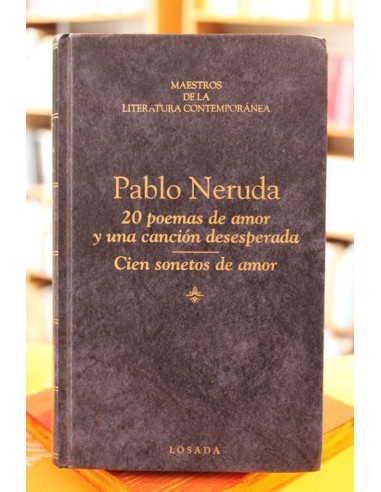 MAESTROS
DE LA
LITERATURA CONTEMPORÁNEA
Pablo Neruda
20 poemas de amor
y una canción desesperada
Cien sonetos de amor
LOSADA